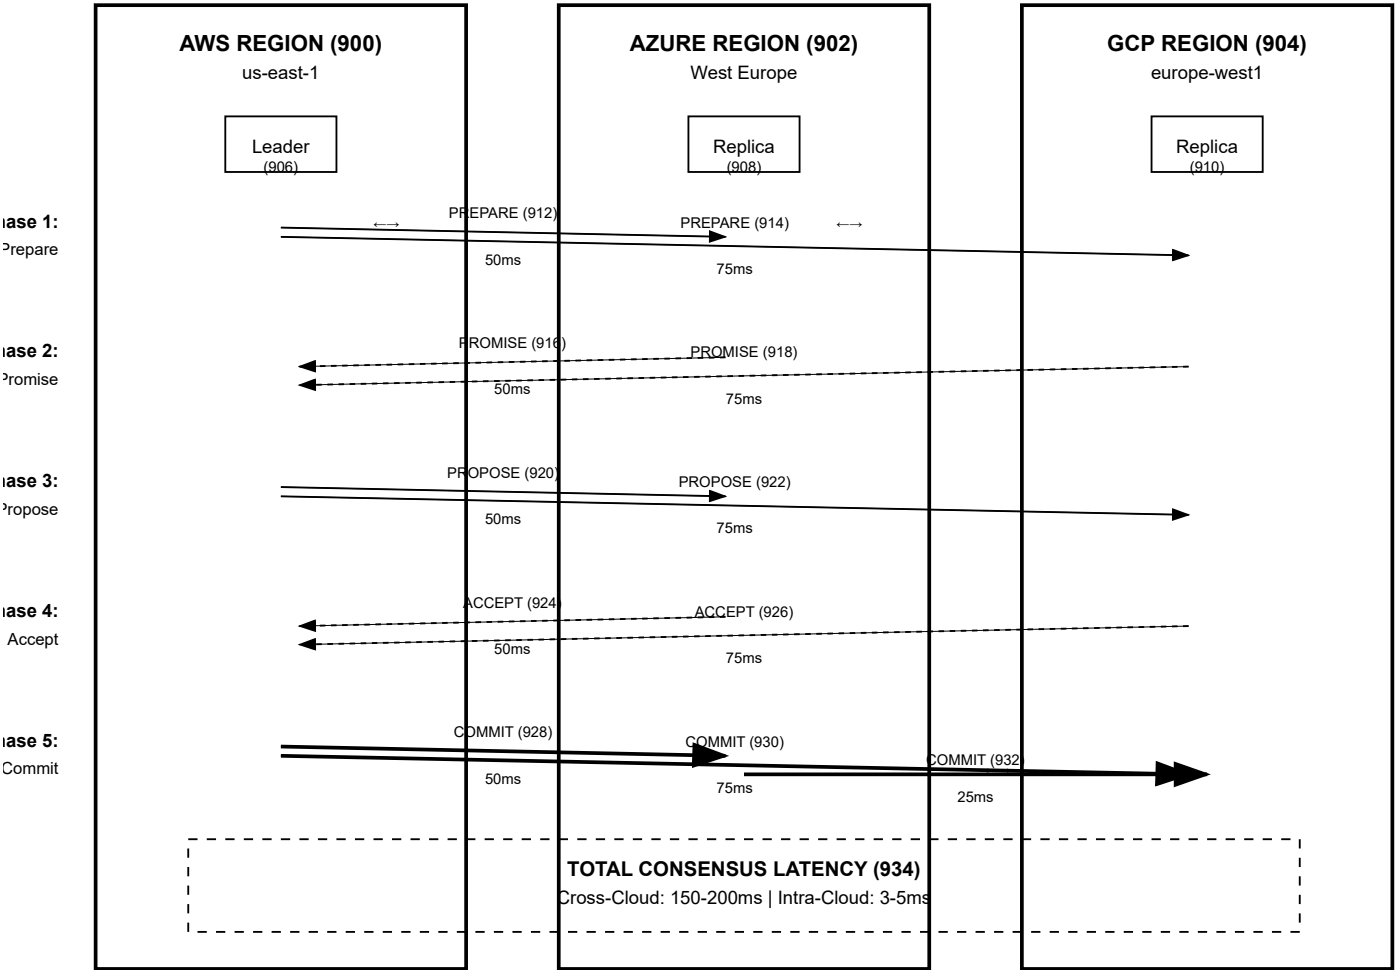 AWS REGION (900)
us-east-1
AZURE REGION (902)
West Europe
GCP REGION (904)
europe-west1
Leader
(906)
Replica
(908)
Replica
(910)
ase 1:
Prepare
←→
PREPARE (912)
PREPARE (914)
←→
50ms
75ms
ase 2:
Promise
PROMISE (916)
PROMISE (918)
50ms
75ms
ase 3:
Propose
PROPOSE (920)
PROPOSE (922)
50ms
75ms
ase 4:
Accept
ACCEPT (924)
ACCEPT (926)
50ms
75ms
ase 5:
Commit
COMMIT (928)
COMMIT (930)
COMMIT (932)
50ms
75ms
25ms
TOTAL CONSENSUS LATENCY (934)
Cross-Cloud: 150-200ms | Intra-Cloud: 3-5ms